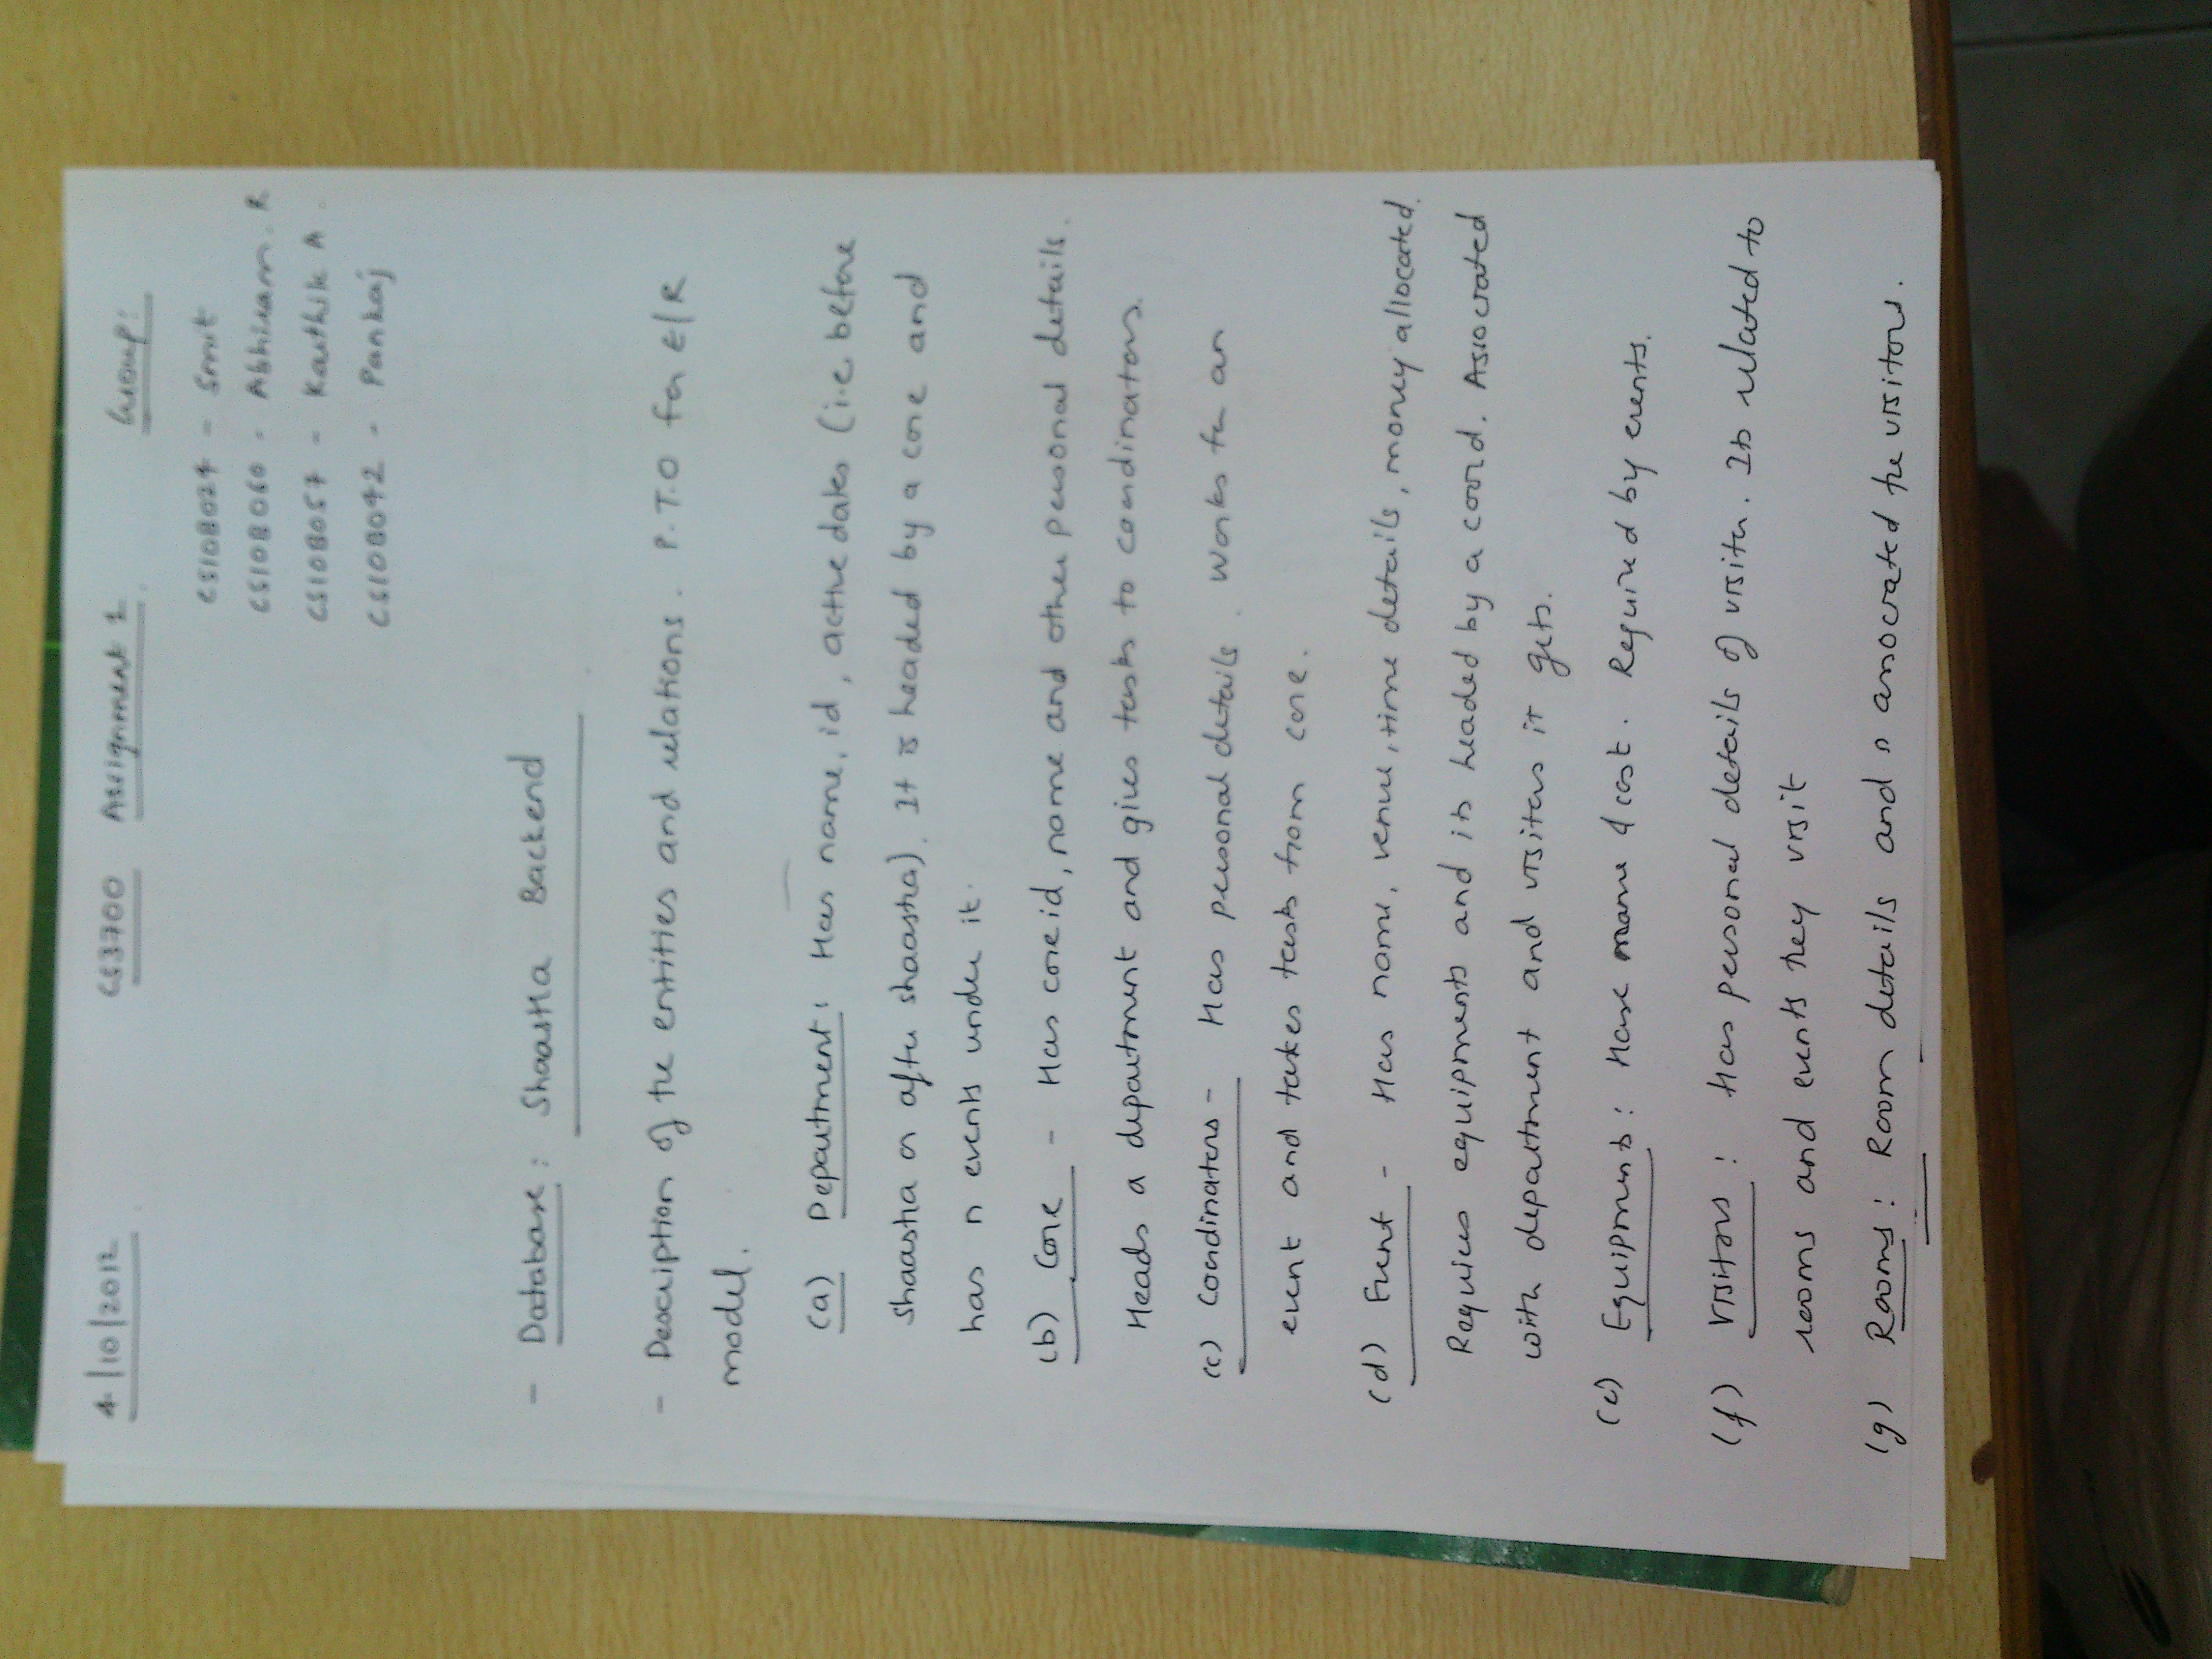 4/10/2012 CS3700 Assignment 1 Group:
CS10B024 - Smit
CS10B060 - Abhiram. R
CS10B057 - Karthik A.
CS10B042 - Pankaj
- Database: Shaastra Backend
- Description of the entities and relations. P.T.O for E/R
model.
(a) Department: Has name, id, active dates (i.e. before
Shaastra or after shaastra). It is headed by a core and
has n events under it.
(b) Core - Has core id, name and other personal details.
Heads a department and gives tasks to coordinators.
(c) Coordinators - Has personal details. Works for an
event and takes tasks from core.
(d) Event - Has name, venue, time details, money allocated.
Requires equipments and is headed by a coord. Associated
with department and visitors it gets.
(e) Equipments: Have name & cost. Required by events.
(f) Visitors: Has personal details of visitor. Is related to
rooms and events they visit
(g) Rooms: Room details and associated the visitors.